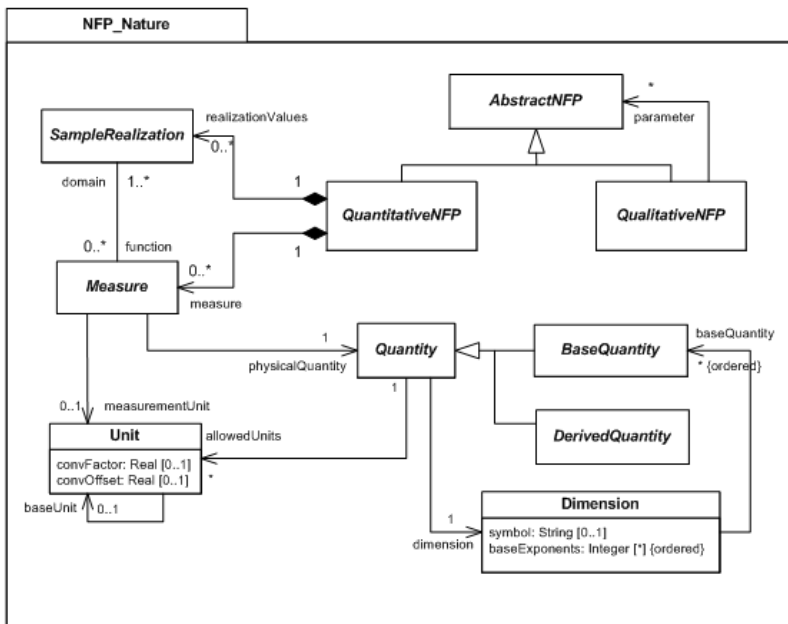 NFP_Nature
AbstractNFP
*
parameter
realizationValues
SampleRealization
0..*
domain
1..*
1
QuantitativeNFP
QualitativeNFP
1
0..*
function
0..*
Measure
measure
1
physicalQuantity
Quantity
1
BaseQuantity
baseQuantity
* {ordered}
0..1
measurementUnit
DerivedQuantity
Unit
allowedUnits
convFactor: Real [0..1]
convOffset: Real [0..1]
*
baseUnit
0..1
1
dimension
Dimension
symbol: String [0..1]
baseExponents: Integer [*] {ordered}